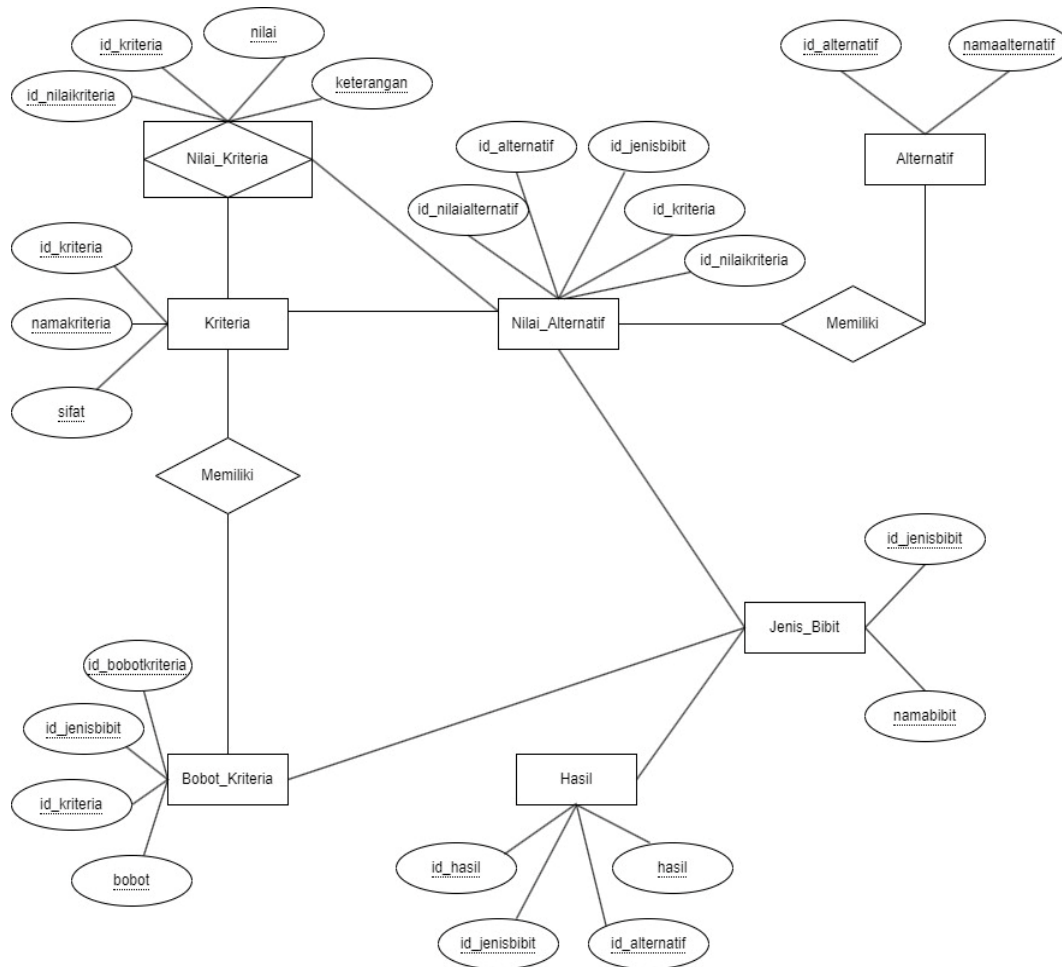 nilai
id_kriteria
id_alternatif
namaalternatif
keterangan
id_nilaikriteria
Nilai_Kriteria
Alternatif
id_alternatif
id_jenisbibit
id_nilaialternatif
id_kriteria
id_kriteria
id_nilaikriteria
namakriteria
Kriteria
Nilai_Alternatif
Memiliki
sifat
Memiliki
id_jenisbibit
Jenis_Bibit
id_bobotkriteria
namabibit
id_jenisbibit
Bobot_Kriteria
Hasil
id_kriteria
id_hasil
hasil
bobot
id_jenisbibit
id_alternatif